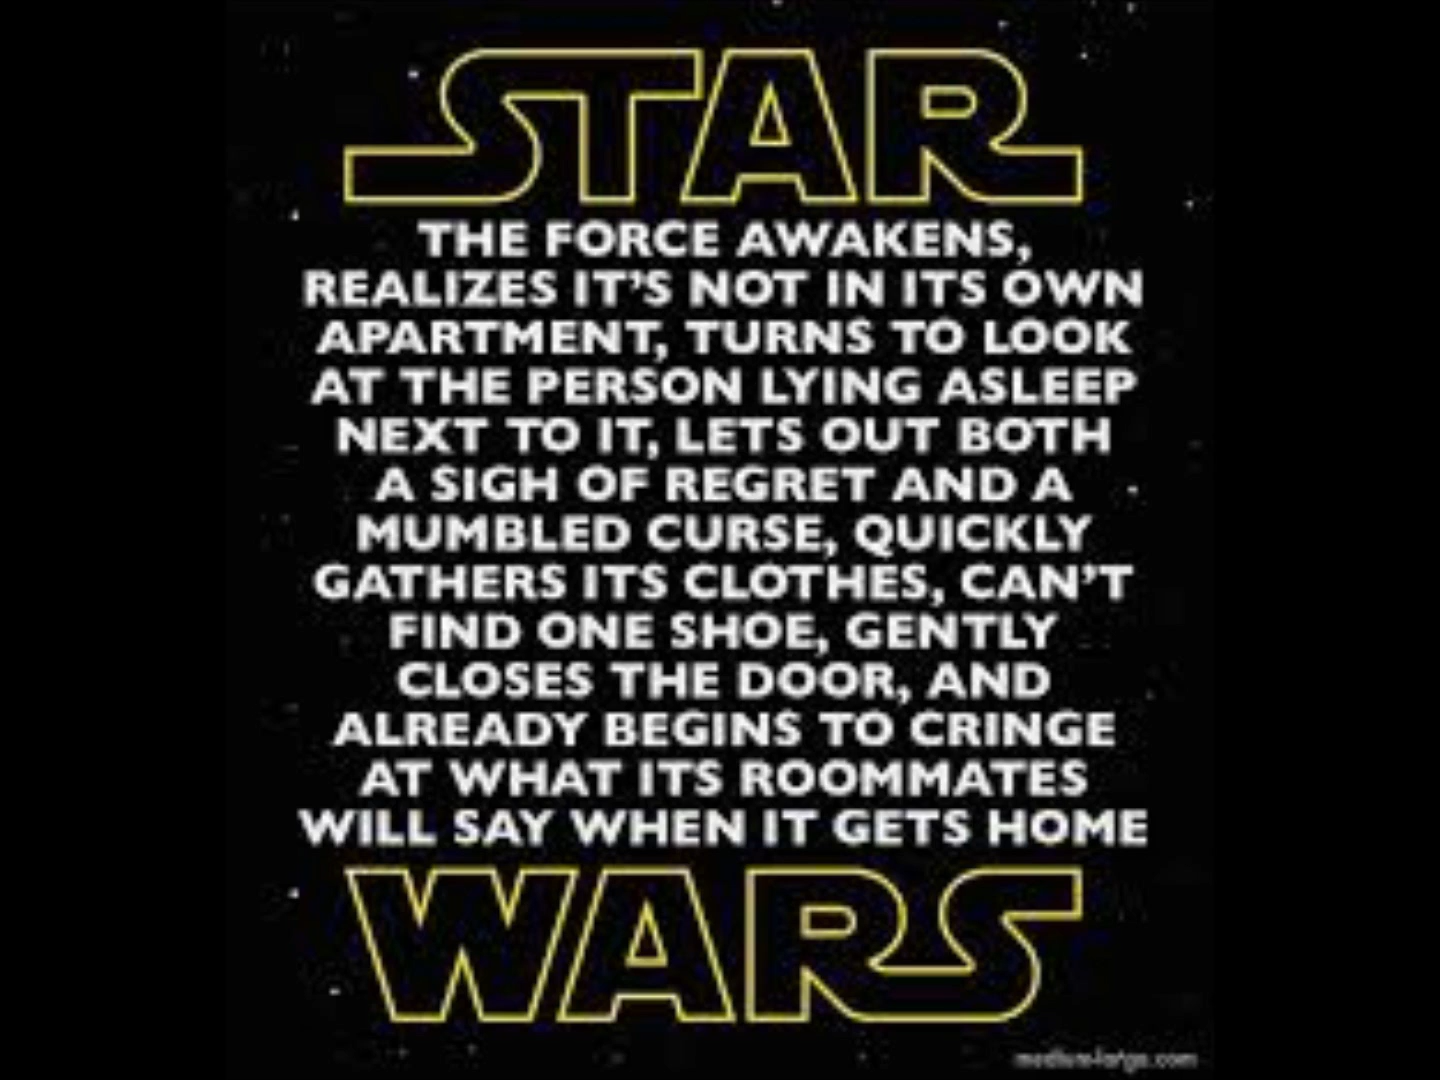 STAR
THE FORCE AWAKENS,
REALIZES IT'S NOT IN ITS OWN
APARTMENT, TURNS TO LOOK
AT THE PERSON LYING ASLEEP
NEXT TO IT, LETS OUT BOTH
A SIGH OF REGRET AND A
MUMBLED CURSE, QUICKLY
GATHERS ITS CLOTHES, CAN'T
FIND ONE SHOE, GENTLY
CLOSES THE DOOR, AND
ALREADY BEGINS TO CRINGE
AT WHAT ITS ROOMMATES
WILL SAY WHEN IT GETS HOME
WARS
medium-large.com